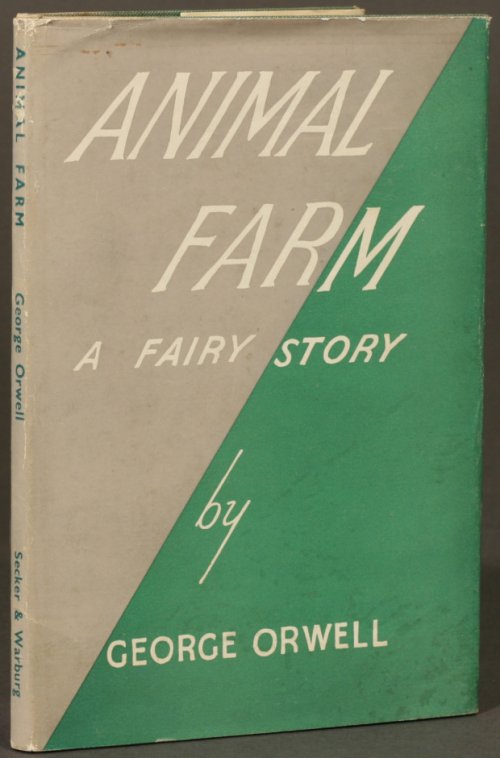 ANIMAL
FARM
A FAIRY STORY
by
GEORGE ORWELL
ANIMAL FARM
George Orwell
Secker & Warburg